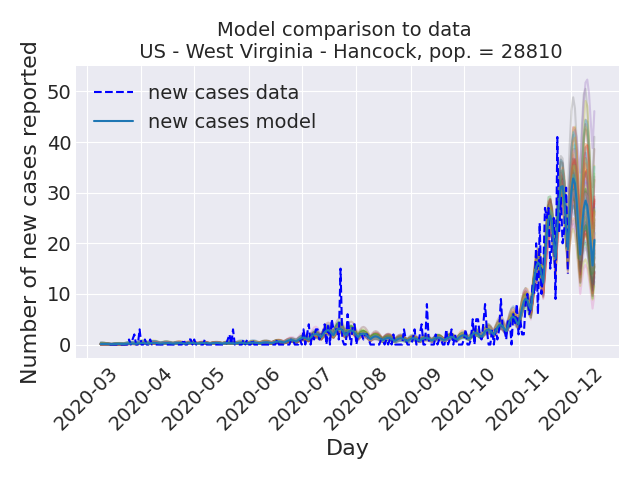 Model comparison to data
US - West Virginia - Hancock, pop. = 28810
new cases data
new cases model
Number of new cases reported
50
40
30
20
10
0
2020-03
2020-04
2020-05
2020-06
2020-07
2020-08
2020-09
2020-10
2020-11
2020-12
Day